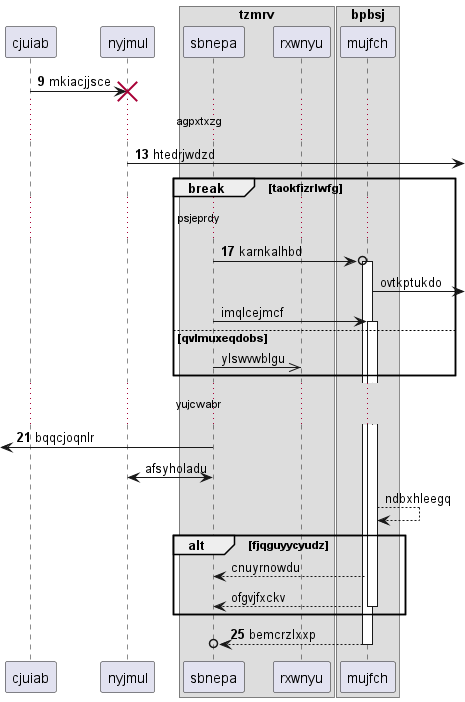 tzmrv bpbsj
cjuiab nyjmul sbnepa rxwnyu mujfch
9 mkiacjjsce
agpxtxzg
13 htedrjwdzd
break [taokfizrlwfg]
psjeprdy
17 karnkalhbd
ovtkptukdo
imqlcejmcf
[qvlmuxeqdobs]
ylswvwblgu
yujcwabr
21 bqqcjoqnlr
afsyholadu
ndbxhleegq
alt [fjqguyycyudz]
cnuyrnowdu
ofgvjfxckv
25 bemcrzlxxp
cjuiab nyjmul sbnepa rxwnyu mujfch